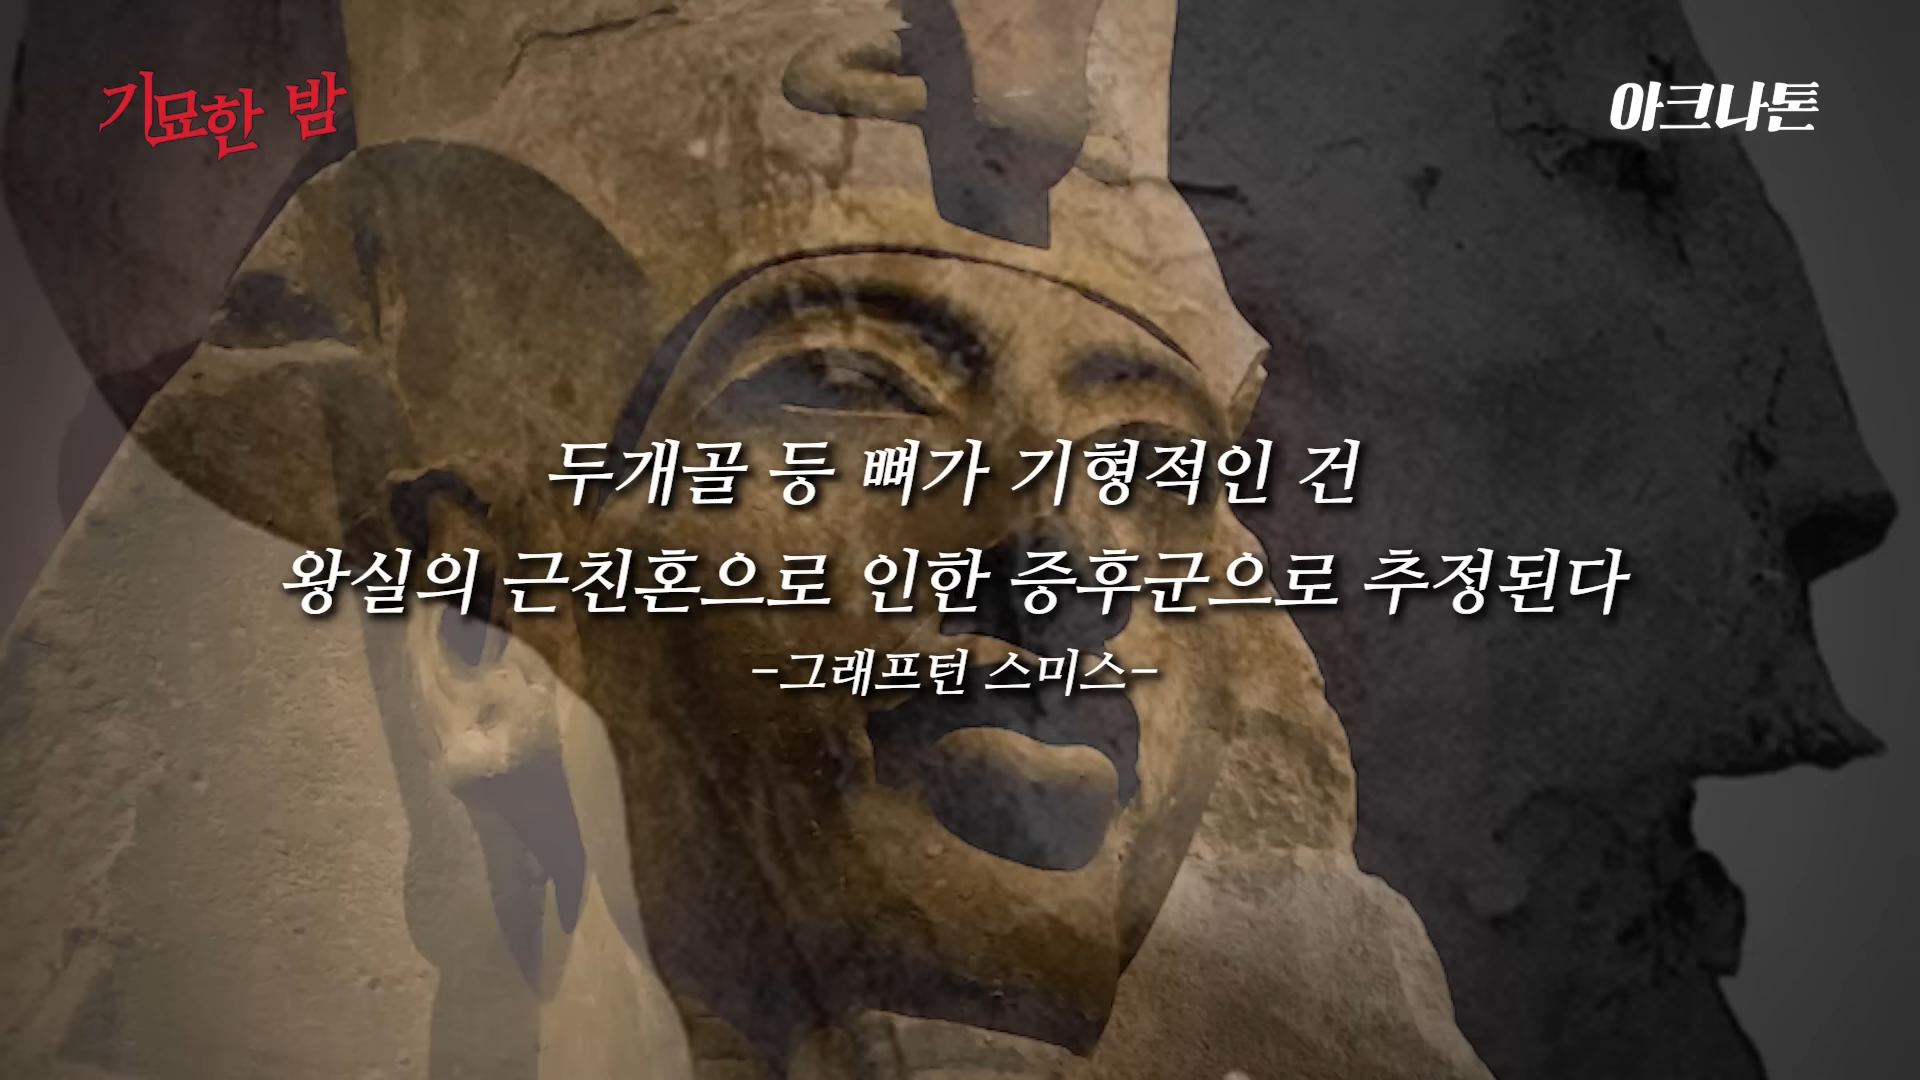 기묘한 밤
아크나톤
두개골 등 뼈가 기형적인 건
왕실의 근친혼으로 인한 증후군으로 추정된다
-그래프턴 스미스-